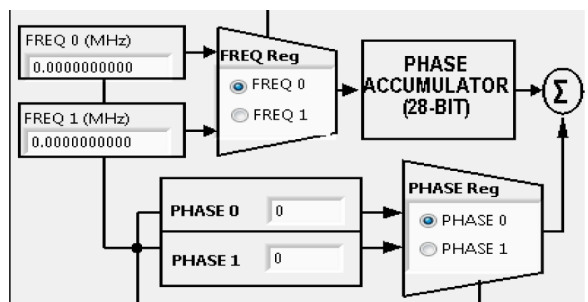 FREQ 0 (MHz)
0.0000000000
FREQ 1 (MHz)
0.0000000000
FREQ Reg
FREQ 0
FREQ 1
PHASE
ACCUMULATOR
(28-BIT)
Σ
PHASE 0
0
PHASE 1
0
PHASE Reg
PHASE 0
PHASE 1